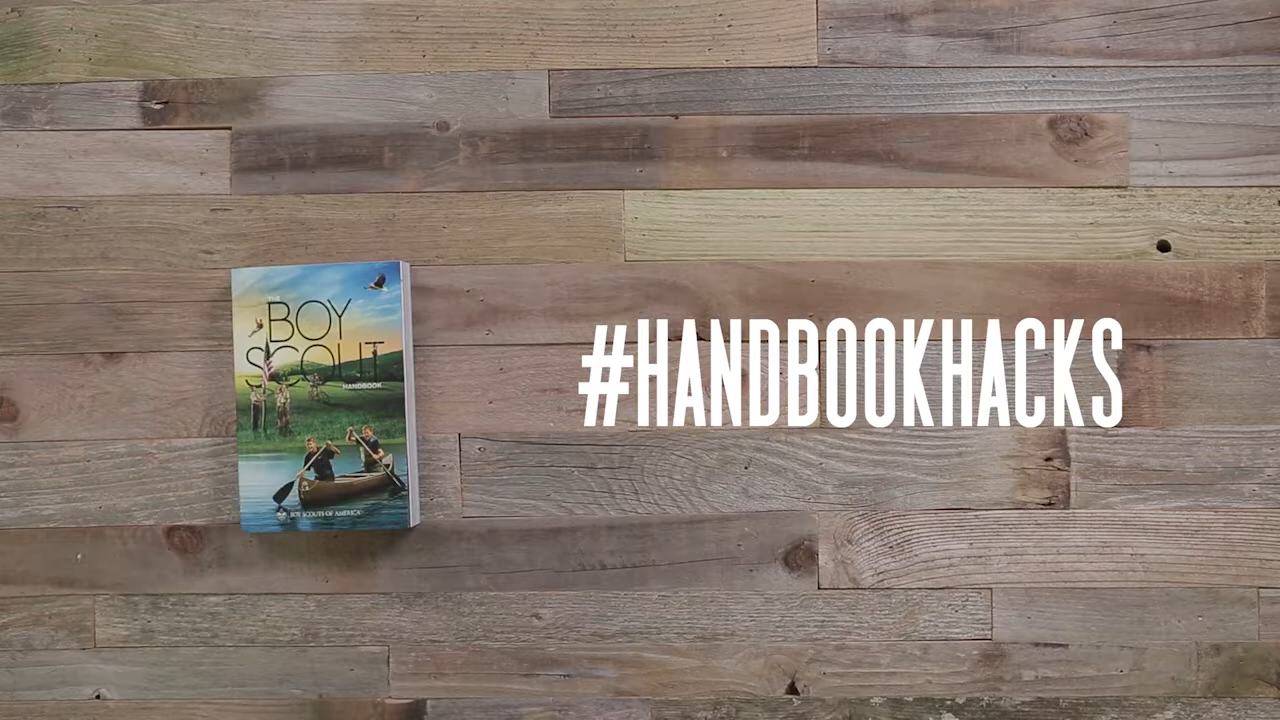 THE
BOY
SCOUT
HANDBOOK
BOY SCOUTS OF AMERICA
#HANDBOOKHACKS